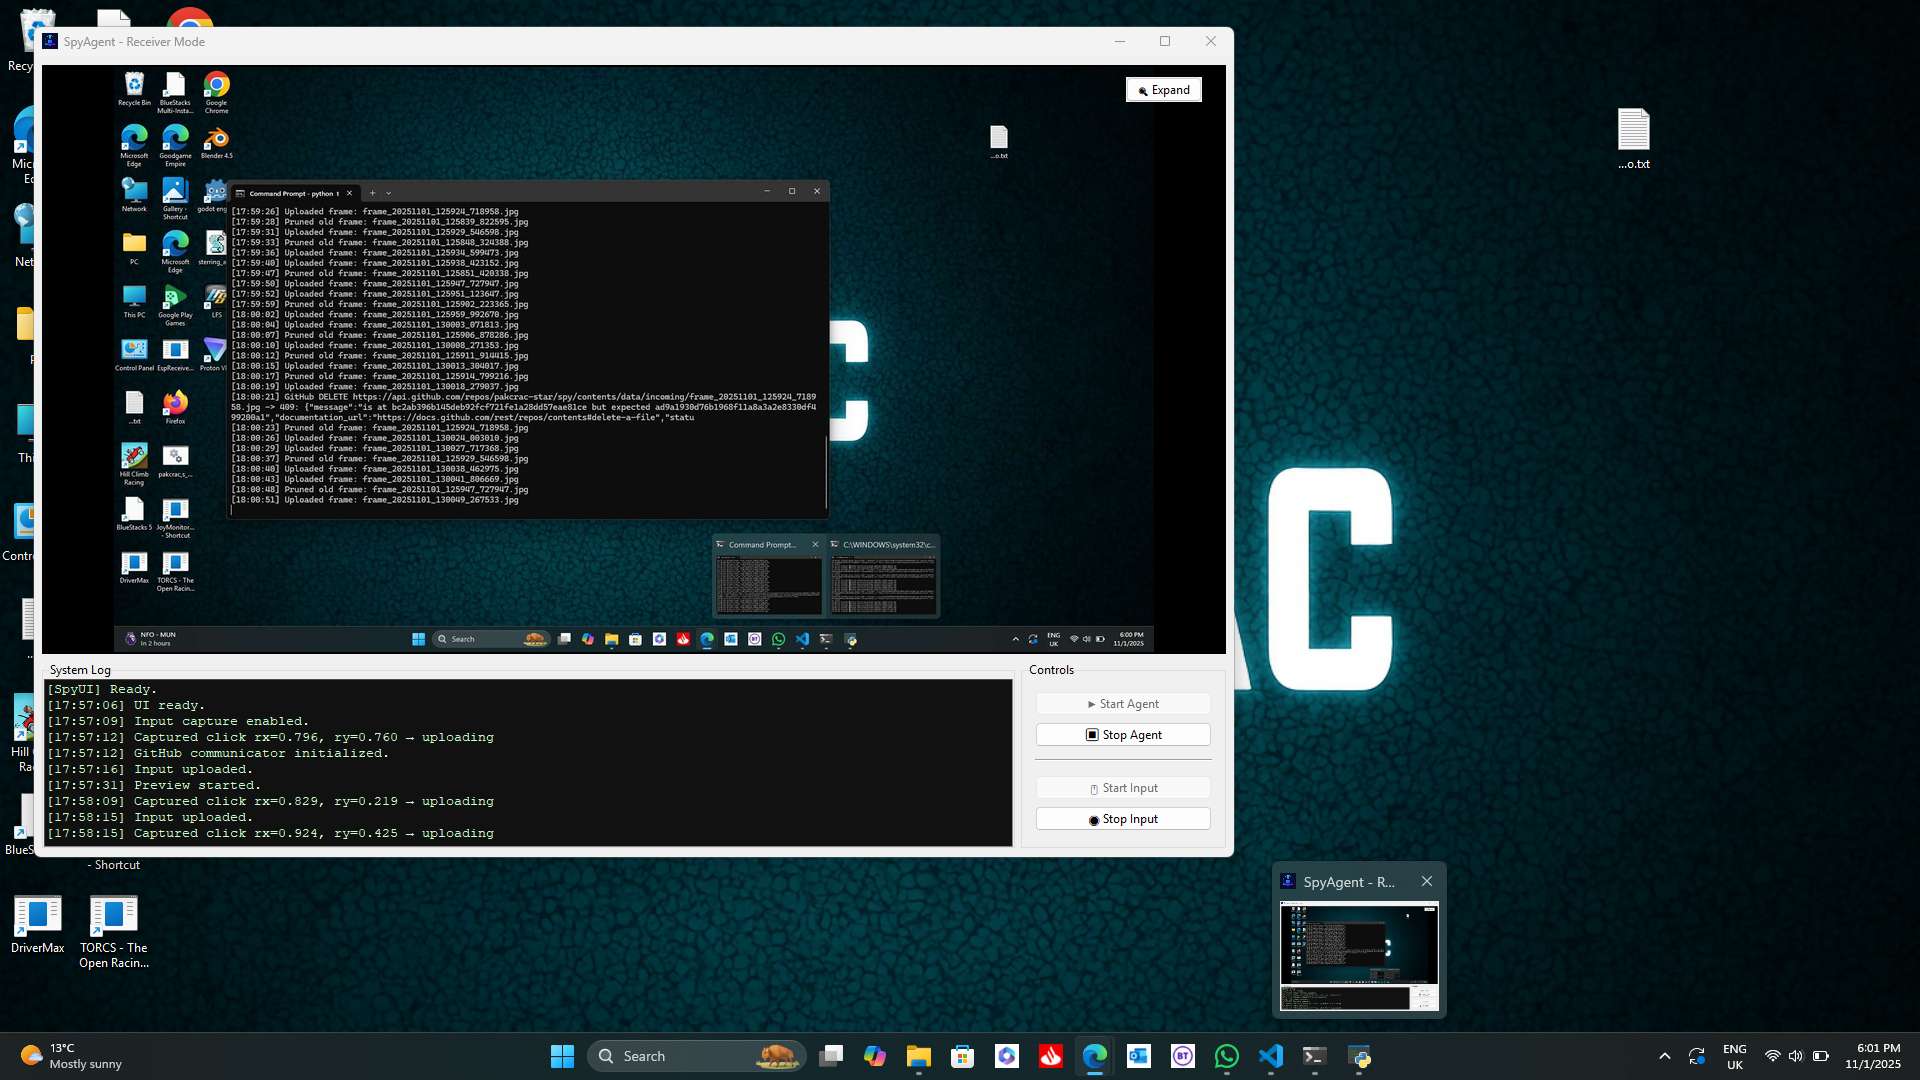 SpyAgent - Receiver Mode
Expand
Recycle Bin
BlueStacks
Multi-Insta...
Google
Chrome
Microsoft
Edge
Goodgame
Empire
Blender 4.5
Network
Gallery -
Shortcut
godot eng
PC
Microsoft
Edge
This PC
Google Play
Games
LFS
Control Panel
...txt
Firefox
Hill Climb
Racing
BlueStacks 5
JoyMonitor...
- Shortcut
DriverMax
TORCS - The
Open Racin...
...o.txt
Command Prompt - python 1
[17:59:26] Uploaded frame: frame_20251101_125924_718958.jpg
[17:59:28] Pruned old frame: frame_20251101_125839_822595.jpg
[17:59:31] Uploaded frame: frame_20251101_125929_546598.jpg
[17:59:33] Pruned old frame: frame_20251101_125848_324388.jpg
[17:59:36] Uploaded frame: frame_20251101_125934_599473.jpg
[17:59:40] Uploaded frame: frame_20251101_125938_423152.jpg
[17:59:47] Pruned old frame: frame_20251101_125851_420338.jpg
[17:59:50] Uploaded frame: frame_20251101_125947_727947.jpg
[17:59:52] Uploaded frame: frame_20251101_125951_123647.jpg
[17:59:59] Pruned old frame: frame_20251101_125902_223365.jpg
[18:00:02] Uploaded frame: frame_20251101_125959_992670.jpg
[18:00:04] Uploaded frame: frame_20251101_130003_071813.jpg
[18:00:07] Pruned old frame: frame_20251101_125906_878286.jpg
[18:00:10] Uploaded frame: frame_20251101_130008_271353.jpg
[18:00:12] Pruned old frame: frame_20251101_125911_914415.jpg
[18:00:15] Uploaded frame: frame_20251101_130013_304017.jpg
[18:00:17] Pruned old frame: frame_20251101_125914_799216.jpg
[18:00:19] Uploaded frame: frame_20251101_130018_279037.jpg
[18:00:21] GitHub DELETE https://api.github.com/repos/pakcrac-star/spy/contents/data/incoming/frame_20251101_125924_7189
58.jpg -> 409: {"message":"is at bc2ab396b145deb92fcf721fe1a28dd57eae81ce but expected ad9a1930d76b1968f11a8a3a2e8330df4
99200a1","documentation_url":"https://docs.github.com/rest/repos/contents#delete-a-file","statu
[18:00:23] Pruned old frame: frame_20251101_125924_718958.jpg
[18:00:26] Uploaded frame: frame_20251101_130024_003010.jpg
[18:00:29] Uploaded frame: frame_20251101_130027_717368.jpg
[18:00:37] Pruned old frame: frame_20251101_125929_546598.jpg
[18:00:40] Uploaded frame: frame_20251101_130038_462975.jpg
[18:00:43] Uploaded frame: frame_20251101_130041_806669.jpg
[18:00:48] Pruned old frame: frame_20251101_125947_727947.jpg
[18:00:51] Uploaded frame: frame_20251101_130049_267533.jpg
C
Command Prompt...
C:\WINDOWS\system32\c...
NFO - MUN
In 2 hours
Search
ENG
UK
6:00 PM
11/1/2025
System Log
[SpyUI] Ready.
[17:57:06] UI ready.
[17:57:09] Input capture enabled.
[17:57:12] Captured click rx=0.796, ry=0.760 → uploading
[17:57:12] GitHub communicator initialized.
[17:57:16] Input uploaded.
[17:57:31] Preview started.
[17:58:09] Captured click rx=0.829, ry=0.219 → uploading
[17:58:15] Input uploaded.
[17:58:15] Captured click rx=0.924, ry=0.425 → uploading
Controls
Start Agent
Stop Agent
Start Input
Stop Input
...o.txt
C
- Shortcut
DriverMax
TORCS - The
Open Racin...
SpyAgent - R...
13°C
Mostly sunny
Search
BT
ENG
UK
6:01 PM
11/1/2025